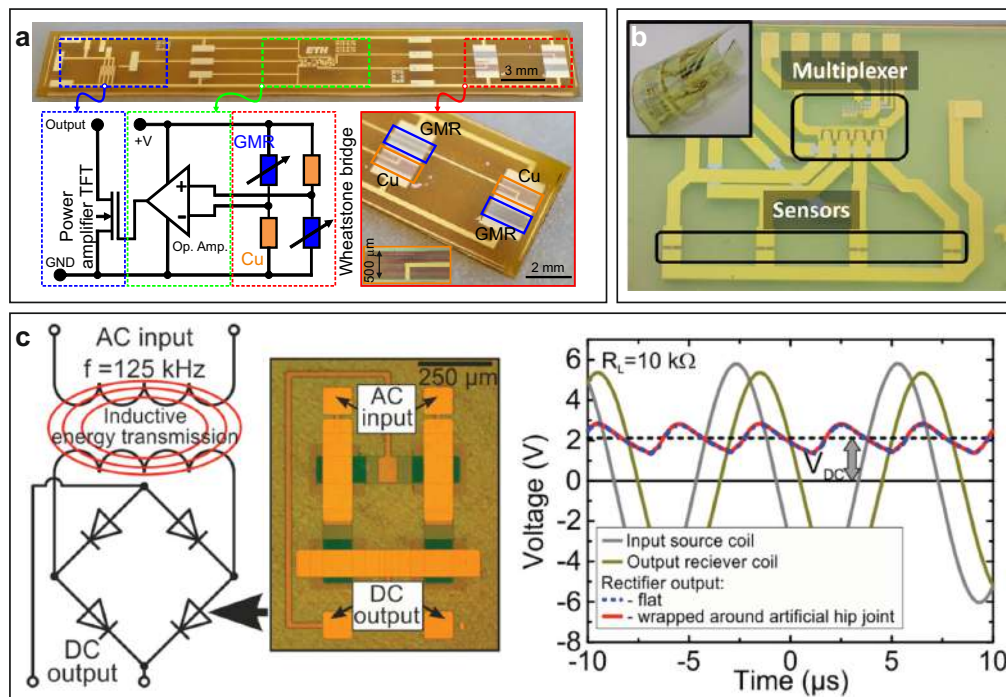 a
ETH
3 mm
Output
+V
GMR
Power
amplifier TFT
Op. Amp.
GND
Cu
Wheatstone bridge
GMR
Cu
Cu
GMR
500 µm
2 mm
b
Multiplexer
Sensors
c
AC input
f =125 kHz
Inductive
energy transmission
DC
output
250 µm
AC
input
DC
output
R_L=10 kΩ
V_DC
Input source coil
Output reciever coil
Rectifier output:
- flat
- wrapped around artificial hip joint
Voltage (V)
6
4
2
0
-2
-4
-6
-8
-10
-5
0
5
10
Time (µs)